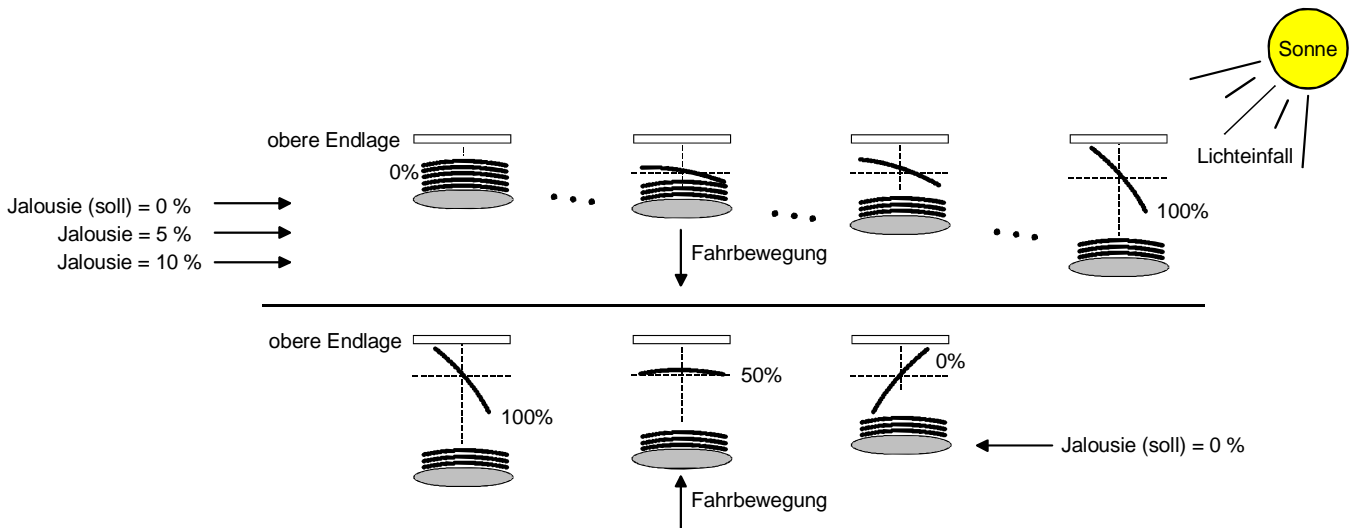 Sonne
obere Endlage
0%
Lichteinfall
100%
Jalousie (soll) = 0 %
Jalousie = 5 %
Jalousie = 10 %
Fahrbewegung
obere Endlage
100%
50%
0%
Jalousie (soll) = 0 %
Fahrbewegung